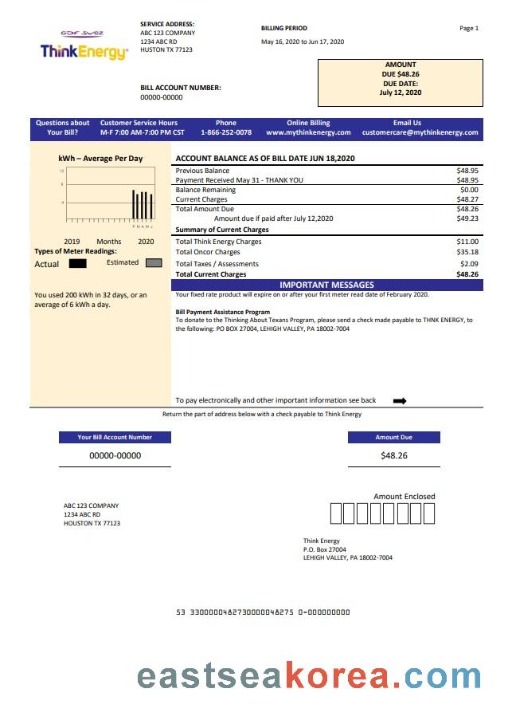 GDF SUEZ
ThinkEnergy®
SERVICE ADDRESS:
ABC 123 COMPANY
1234 ABC RD
HUSTON TX 77123
BILL ACCOUNT NUMBER:
00000-00000
BILLING PERIOD
May 16, 2020 to Jun 17, 2020
Page 1
AMOUNT
DUE $48.26
DUE DATE:
July 12, 2020
Questions about Your Bill?
Customer Service Hours
M-F 7:00 AM-7:00 PM CST
Phone
1-866-252-0078
Online Billing
www.mythinkenergy.com
Email Us
customercare@mythinkenergy.com
kWh – Average Per Day
2019 Months 2020
Types of Meter Readings:
Actual Estimated
You used 200 kWh in 32 days, or an
average of 6 kWh a day.
ACCOUNT BALANCE AS OF BILL DATE JUN 18,2020
Previous Balance $48.95
Payment Received May 31 - THANK YOU $48.95
Balance Remaining $0.00
Current Charges $48.27
Total Amount Due $48.26
Amount due if paid after July 12,2020 $49.23
Summary of Current Charges
Total Think Energy Charges $11.00
Total Oncor Charges $35.18
Total Taxes / Assessments $2.09
Total Current Charges $48.26
IMPORTANT MESSAGES
Your fixed rate product will expire on or after your first meter read date of February 2020.
Bill Payment Assistance Program
To donate to the Thinking About Texans Program, please send a check made payable to THNK ENERGY, to
the following: PO BOX 27004, LEHIGH VALLEY, PA 18002-7004
To pay electronically and other important information see back
Return the part of address below with a check payable to Think Energy
Your Bill Account Number
00000-00000
Amount Due
$48.26
ABC 123 COMPANY
1234 ABC RD
HOUSTON TX 77123
Amount Enclosed
Think Energy
P.O. Box 27004
LEHIGH VALLEY, PA 18002-7004
53 3300000482730000048275 0-000000000
eastseakorea.com